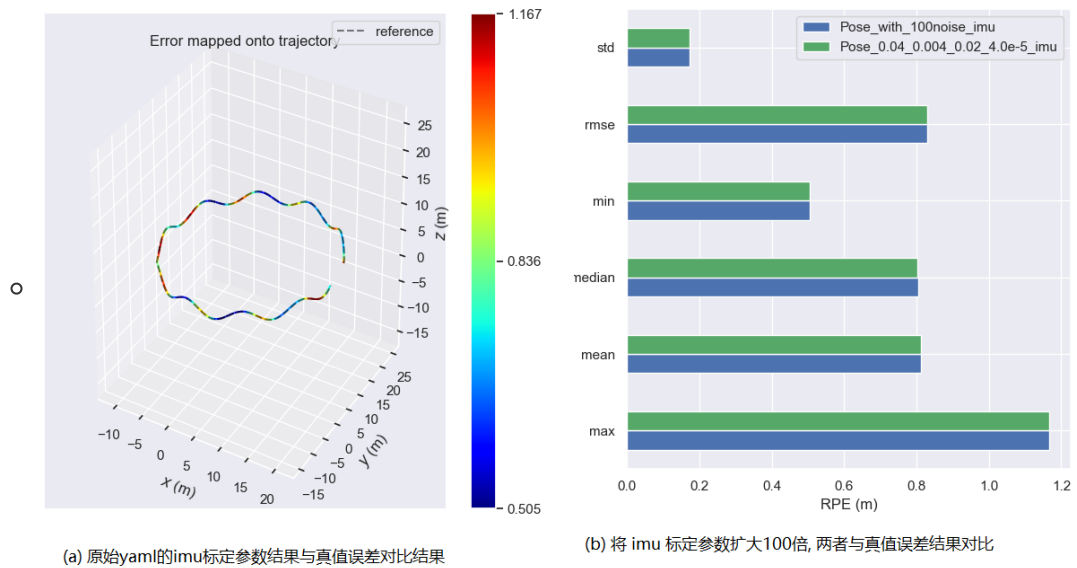 Error mapped onto trajectory
reference
25
20
15
10
5
0
−5
−10
−15
z (m)
−10
−5
0
5
10
15
20
x (m)
−15
−10
−5
0
5
10
15
20
25
y (m)
1.167
0.836
0.505
(a) 原始yaml的imu标定参数结果与真值误差对比结果
Pose_with_100noise_imu
Pose_0.04_0.004_0.02_4.0e-5_imu
std
rmse
min
median
mean
max
0.0
0.2
0.4
0.6
0.8
1.0
1.2
RPE (m)
(b) 将 imu 标定参数扩大100倍, 两者与真值误差结果对比